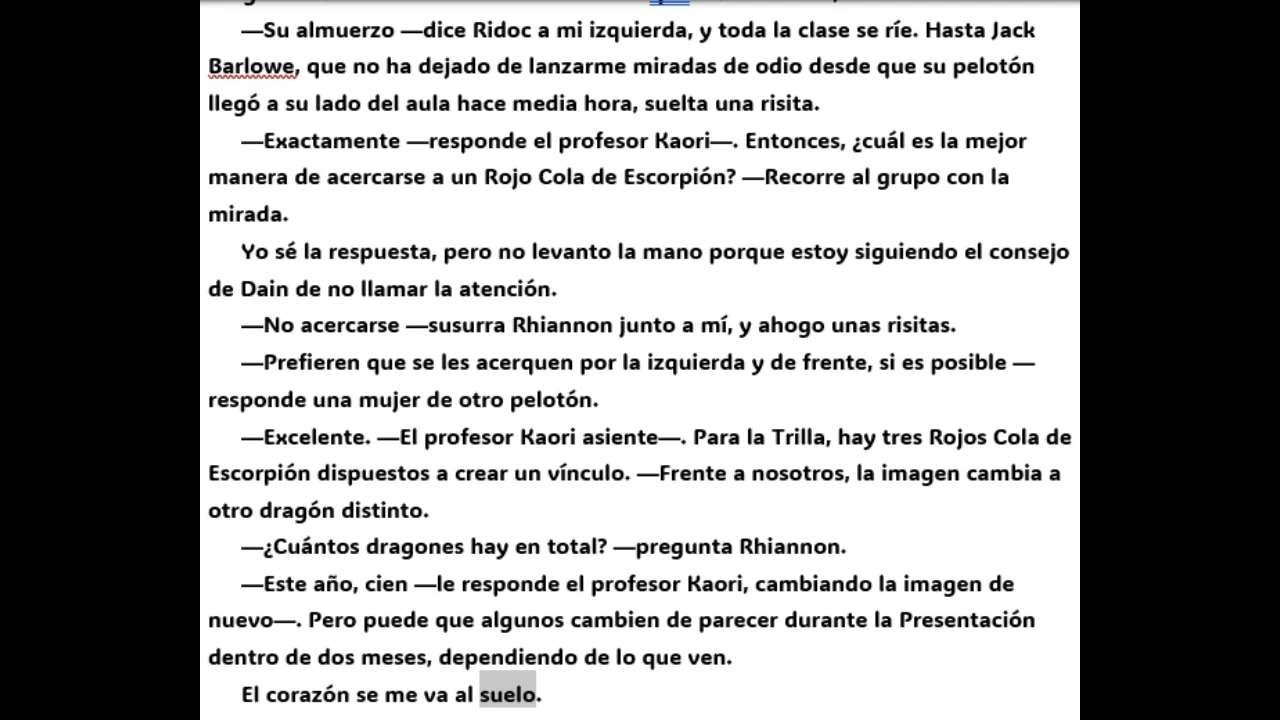 —Su almuerzo —dice Ridoc a mi izquierda, y toda la clase se ríe. Hasta Jack
Barlowe, que no ha dejado de lanzarme miradas de odio desde que su pelotón
llegó a su lado del aula hace media hora, suelta una risita.
—Exactamente —responde el profesor Kaori—. Entonces, ¿cuál es la mejor
manera de acercarse a un Rojo Cola de Escorpión? —Recorre al grupo con la
mirada.
Yo sé la respuesta, pero no levanto la mano porque estoy siguiendo el consejo
de Dain de no llamar la atención.
—No acercarse —susurra Rhiannon junto a mí, y ahogo unas risitas.
—Prefieren que se les acerquen por la izquierda y de frente, si es posible —
responde una mujer de otro pelotón.
—Excelente. —El profesor Kaori asiente—. Para la Trilla, hay tres Rojos Cola de
Escorpión dispuestos a crear un vínculo. —Frente a nosotros, la imagen cambia a
otro dragón distinto.
—¿Cuántos dragones hay en total? —pregunta Rhiannon.
—Este año, cien —le responde el profesor Kaori, cambiando la imagen de
nuevo—. Pero puede que algunos cambien de parecer durante la Presentación
dentro de dos meses, dependiendo de lo que ven.
El corazón se me va al suelo.